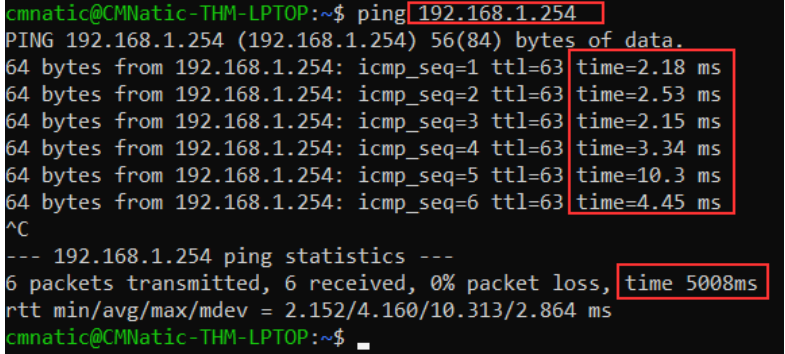 cmnatic@CMNatic-THM-LPTOP:~$ ping 192.168.1.254
PING 192.168.1.254 (192.168.1.254) 56(84) bytes of data.
64 bytes from 192.168.1.254: icmp_seq=1 ttl=63 time=2.18 ms
64 bytes from 192.168.1.254: icmp_seq=2 ttl=63 time=2.53 ms
64 bytes from 192.168.1.254: icmp_seq=3 ttl=63 time=2.15 ms
64 bytes from 192.168.1.254: icmp_seq=4 ttl=63 time=3.34 ms
64 bytes from 192.168.1.254: icmp_seq=5 ttl=63 time=10.3 ms
64 bytes from 192.168.1.254: icmp_seq=6 ttl=63 time=4.45 ms
^C
--- 192.168.1.254 ping statistics ---
6 packets transmitted, 6 received, 0% packet loss, time 5008ms
rtt min/avg/max/mdev = 2.152/4.160/10.313/2.864 ms
cmnatic@CMNatic-THM-LPTOP:~$